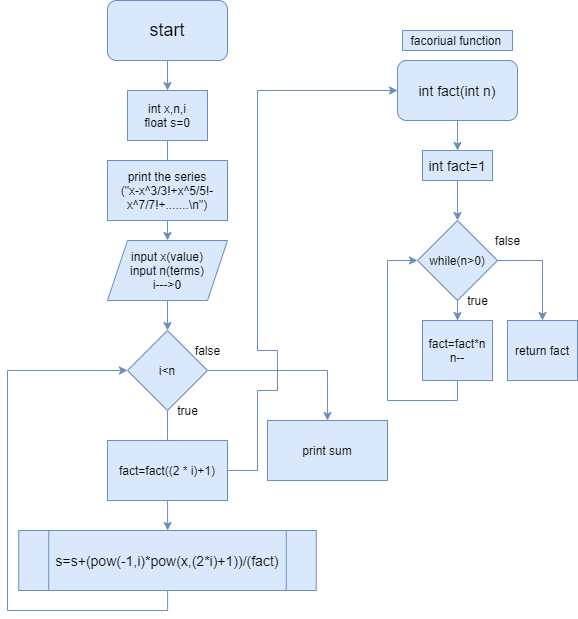 start
int x,n,i
float s=0
print the series
("x-x^3/3!+x^5/5!-
x^7/7!+.......\n")
input x(value)
input n(terms)
i--->0
i<n
false
true
fact=fact((2 * i)+1)
s=s+(pow(-1,i)*pow(x,(2*i)+1))/(fact)
print sum
facoriual function
int fact(int n)
int fact=1
while(n>0)
false
true
fact=fact*n
n--
return fact